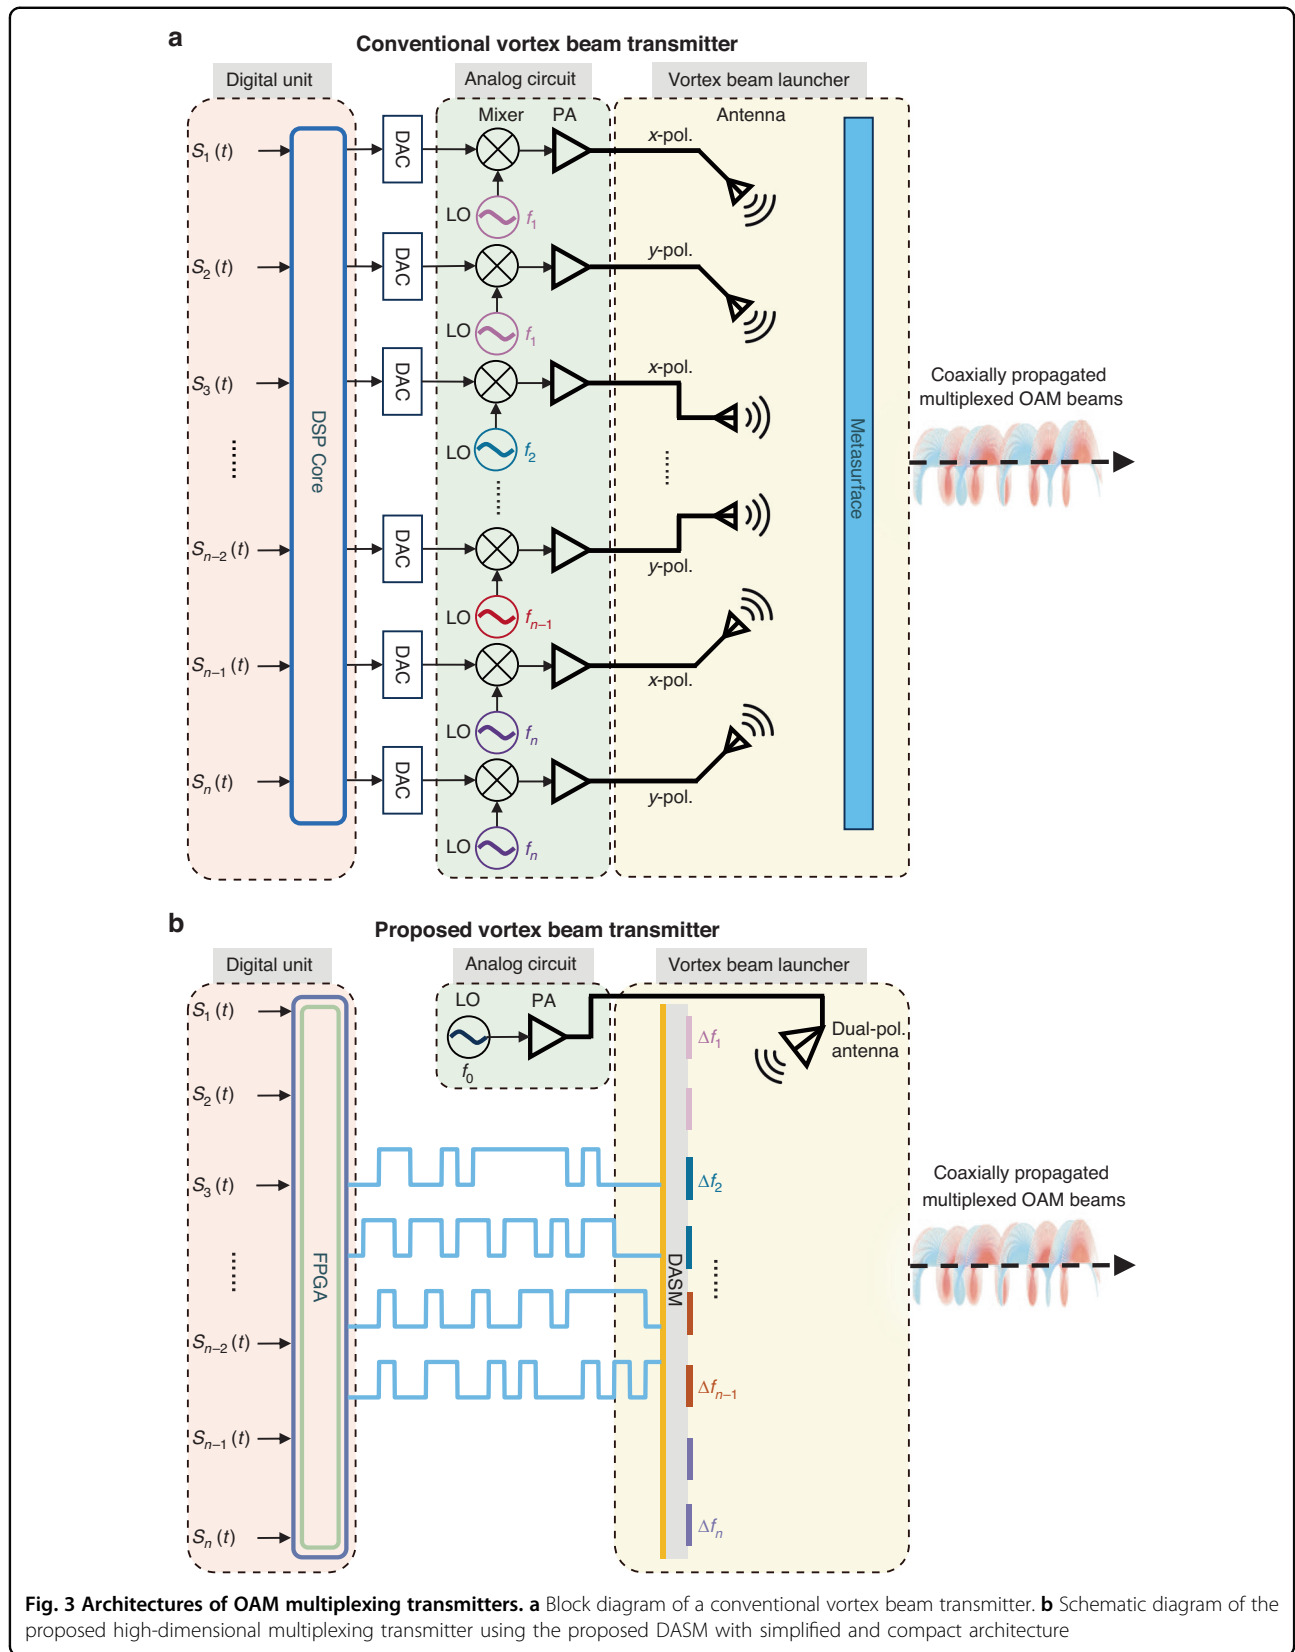 a
Conventional vortex beam transmitter
Digital unit
Analog circuit
Vortex beam launcher
Mixer PA
Antenna
S1 (t)
DAC
x-pol.
LO f1
S2 (t)
DAC
y-pol.
LO f1
S3 (t)
DAC
x-pol.
LO f2
......
DSP Core
......
......
Metasurface
Coaxially propagated
multiplexed OAM beams
Sn–2 (t)
DAC
y-pol.
LO fn–1
Sn–1 (t)
DAC
x-pol.
LO fn
Sn (t)
DAC
y-pol.
LO fn
b
Proposed vortex beam transmitter
Digital unit
Analog circuit
Vortex beam launcher
LO PA
f0
Dual-pol.
antenna
S1 (t)
S2 (t)
S3 (t)
......
Sn–2 (t)
Sn–1 (t)
Sn (t)
FPGA
DASM
Δf1
Δf2
......
Δfn–1
Δfn
Coaxially propagated
multiplexed OAM beams
Fig. 3 Architectures of OAM multiplexing transmitters. a Block diagram of a conventional vortex beam transmitter. b Schematic diagram of the
proposed high-dimensional multiplexing transmitter using the proposed DASM with simplified and compact architecture